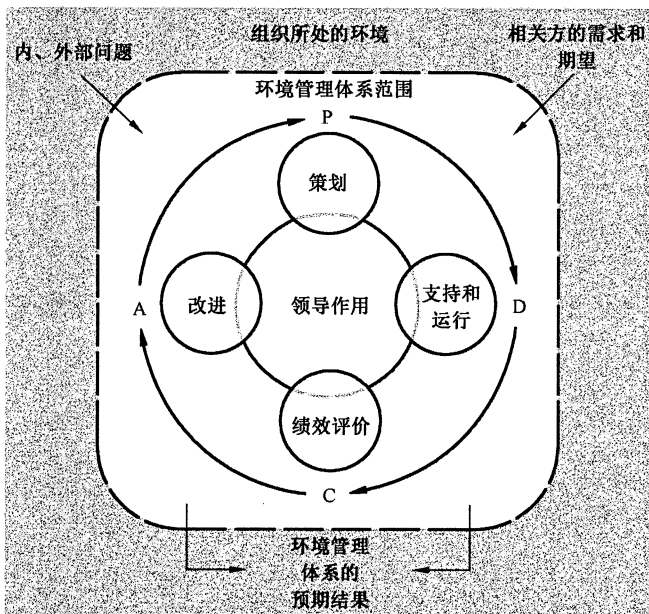 组织所处的环境
相关方的需求和
期望
内、外部问题
环境管理体系范围
P
策划
A
改进
领导作用
支持和
运行
D
绩效评价
C
环境管理
体系的
预期结果